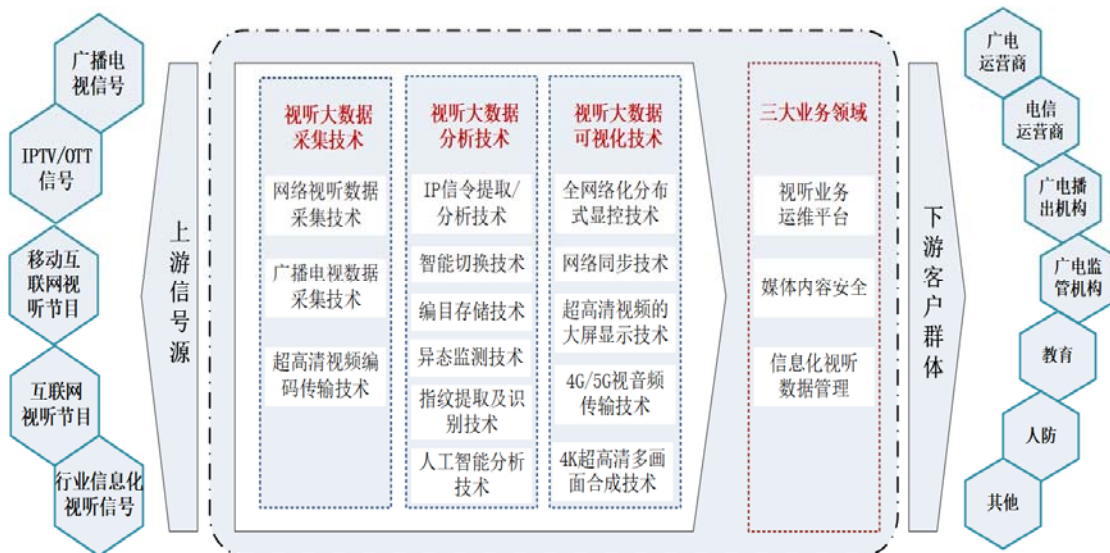 广播电
视信号
IPTV/OTT
信号
移动互
联网视
听节目
互联网
视听节目
行业信息化
视听信号
上游信号源
视听大数据
采集技术
网络视听数据
采集技术
广播电视数据
采集技术
超高清视频编
码传输技术
视听大数据
分析技术
IP信令提取/
分析技术
智能切换技术
编目存储技术
异态监测技术
指纹提取及识
别技术
人工智能分析
技术
视听大数据
可视化技术
全网络化分布
式显控技术
网络同步技术
超高清视频的
大屏显示技术
4G/5G视音频
传输技术
4K超高清多画
面合成技术
三大业务领域
视听业务
运维平台
媒体内容安全
信息化视听
数据管理
下游客户群体
广电
运营商
电信
运营商
广电播
出机构
广电监
管机构
教育
人防
其他